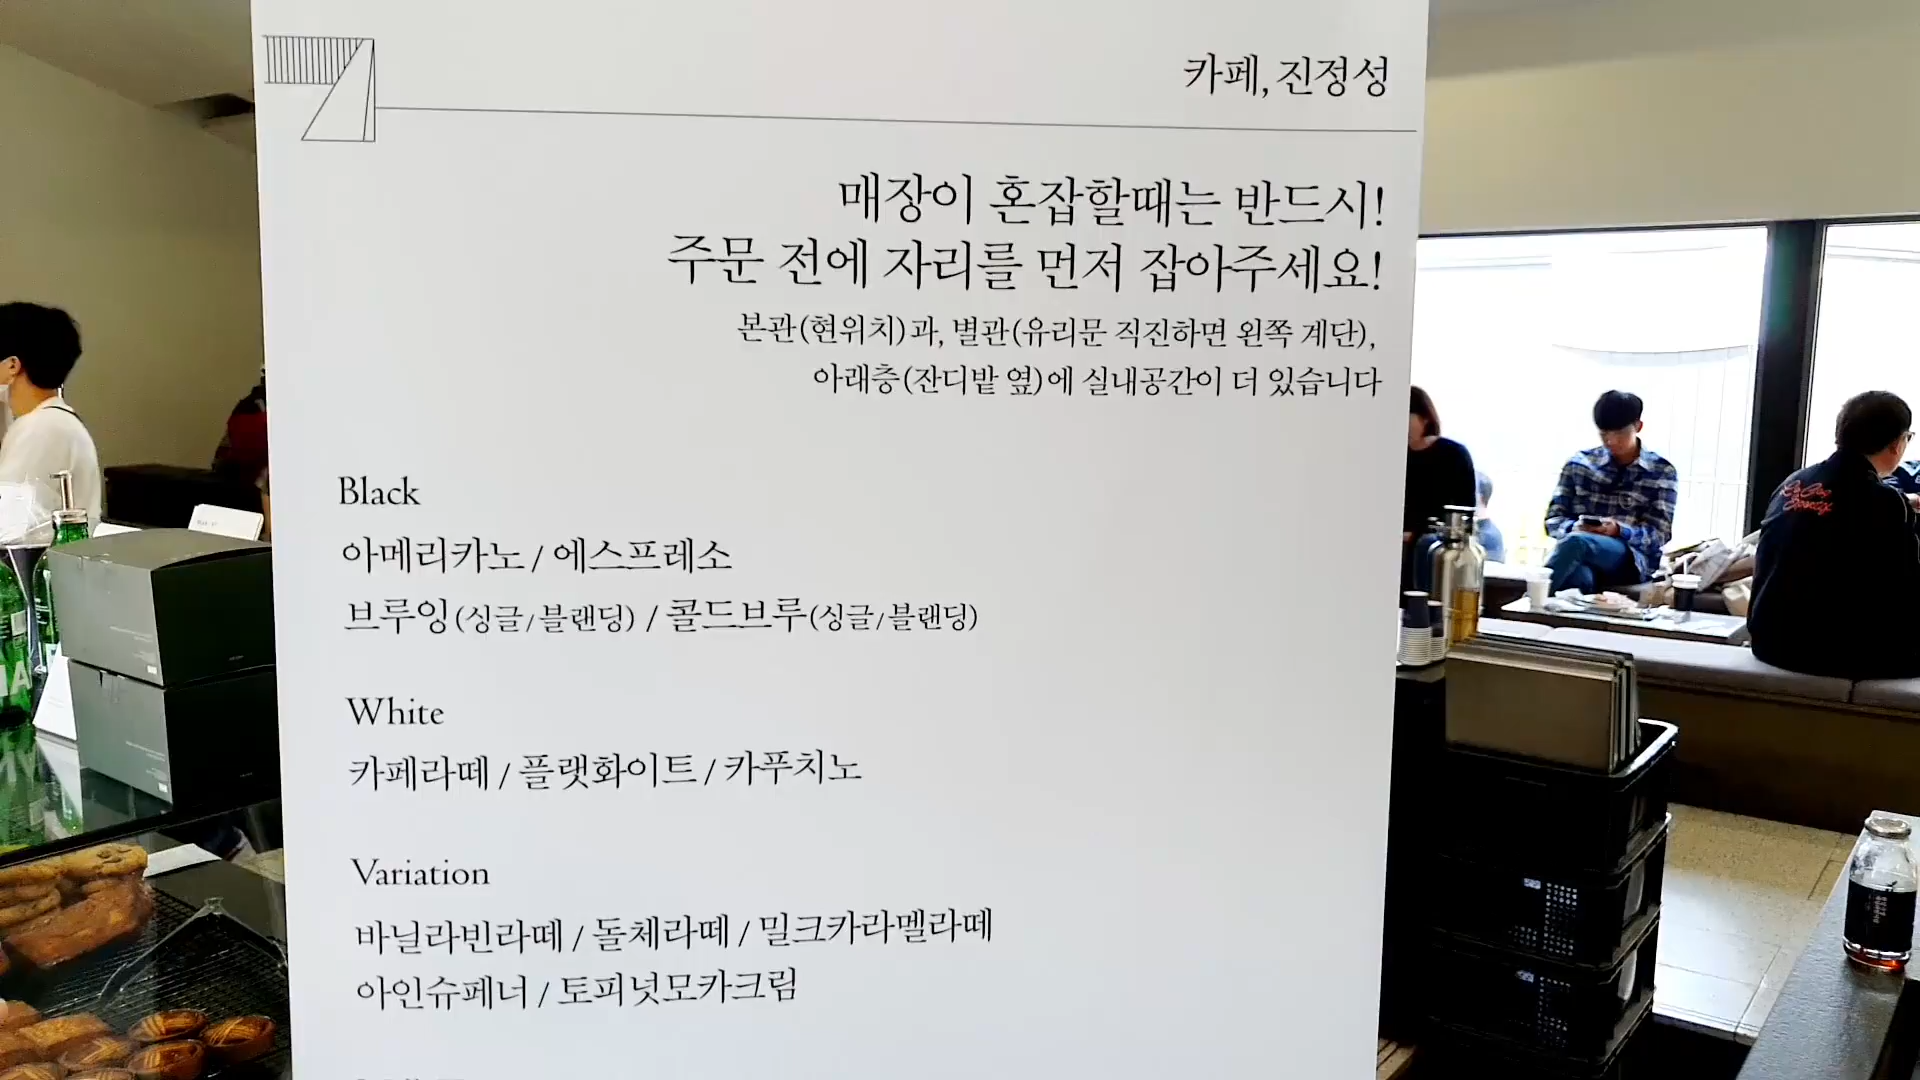 카페, 진정성
매장이 혼잡할때는 반드시!
주문 전에 자리를 먼저 잡아주세요!
본관(현위치)과, 별관(유리문 직진하면 왼쪽 계단),
아래층(잔디밭 옆)에 실내공간이 더 있습니다
Black
아메리카노 / 에스프레소
브루잉(싱글/블랜딩) / 콜드브루(싱글/블랜딩)
White
카페라떼 / 플랫화이트 / 카푸치노
Variation
바닐라빈라떼 / 돌체라떼 / 밀크카라멜라떼
아인슈페너 / 토피넛모카크림